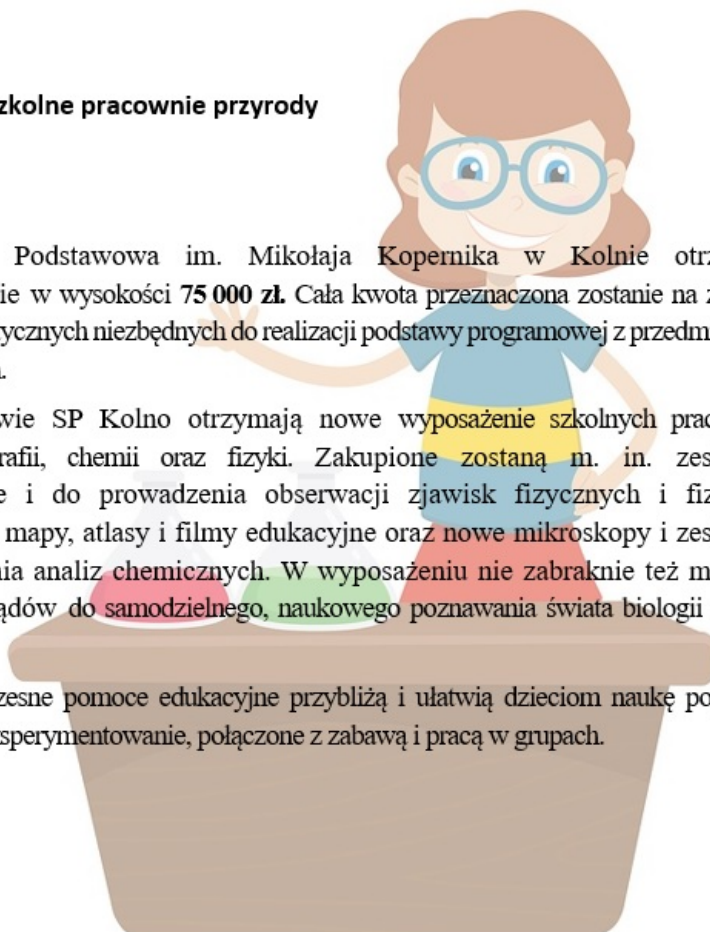 zkolne pracownie przyrody
Podstawowa im. Mikołaja Kopernika w Kolnie otrz
ie w wysokości 75 000 zł. Cała kwota przeznaczona zostanie na z
tycznych niezbędnych do realizacji podstawy programowej z przedm
.
wie SP Kolno otrzymają nowe wyposażenie szkolnych prac
rafii, chemii oraz fizyki. Zakupione zostaną m. in. zes
e i do prowadzenia obserwacji zjawisk fizycznych i fiz
mapy, atlasy i filmy edukacyjne oraz nowe mikroskopy i zes
nia analiz chemicznych. W wyposażeniu nie zabraknie też m
ądów do samodzielnego, naukowego poznawania świata biologii
zesne pomoce edukacyjne przybliżą i ułatwią dzieciom naukę po
sperymentowanie, połączone z zabawą i pracą w grupach.